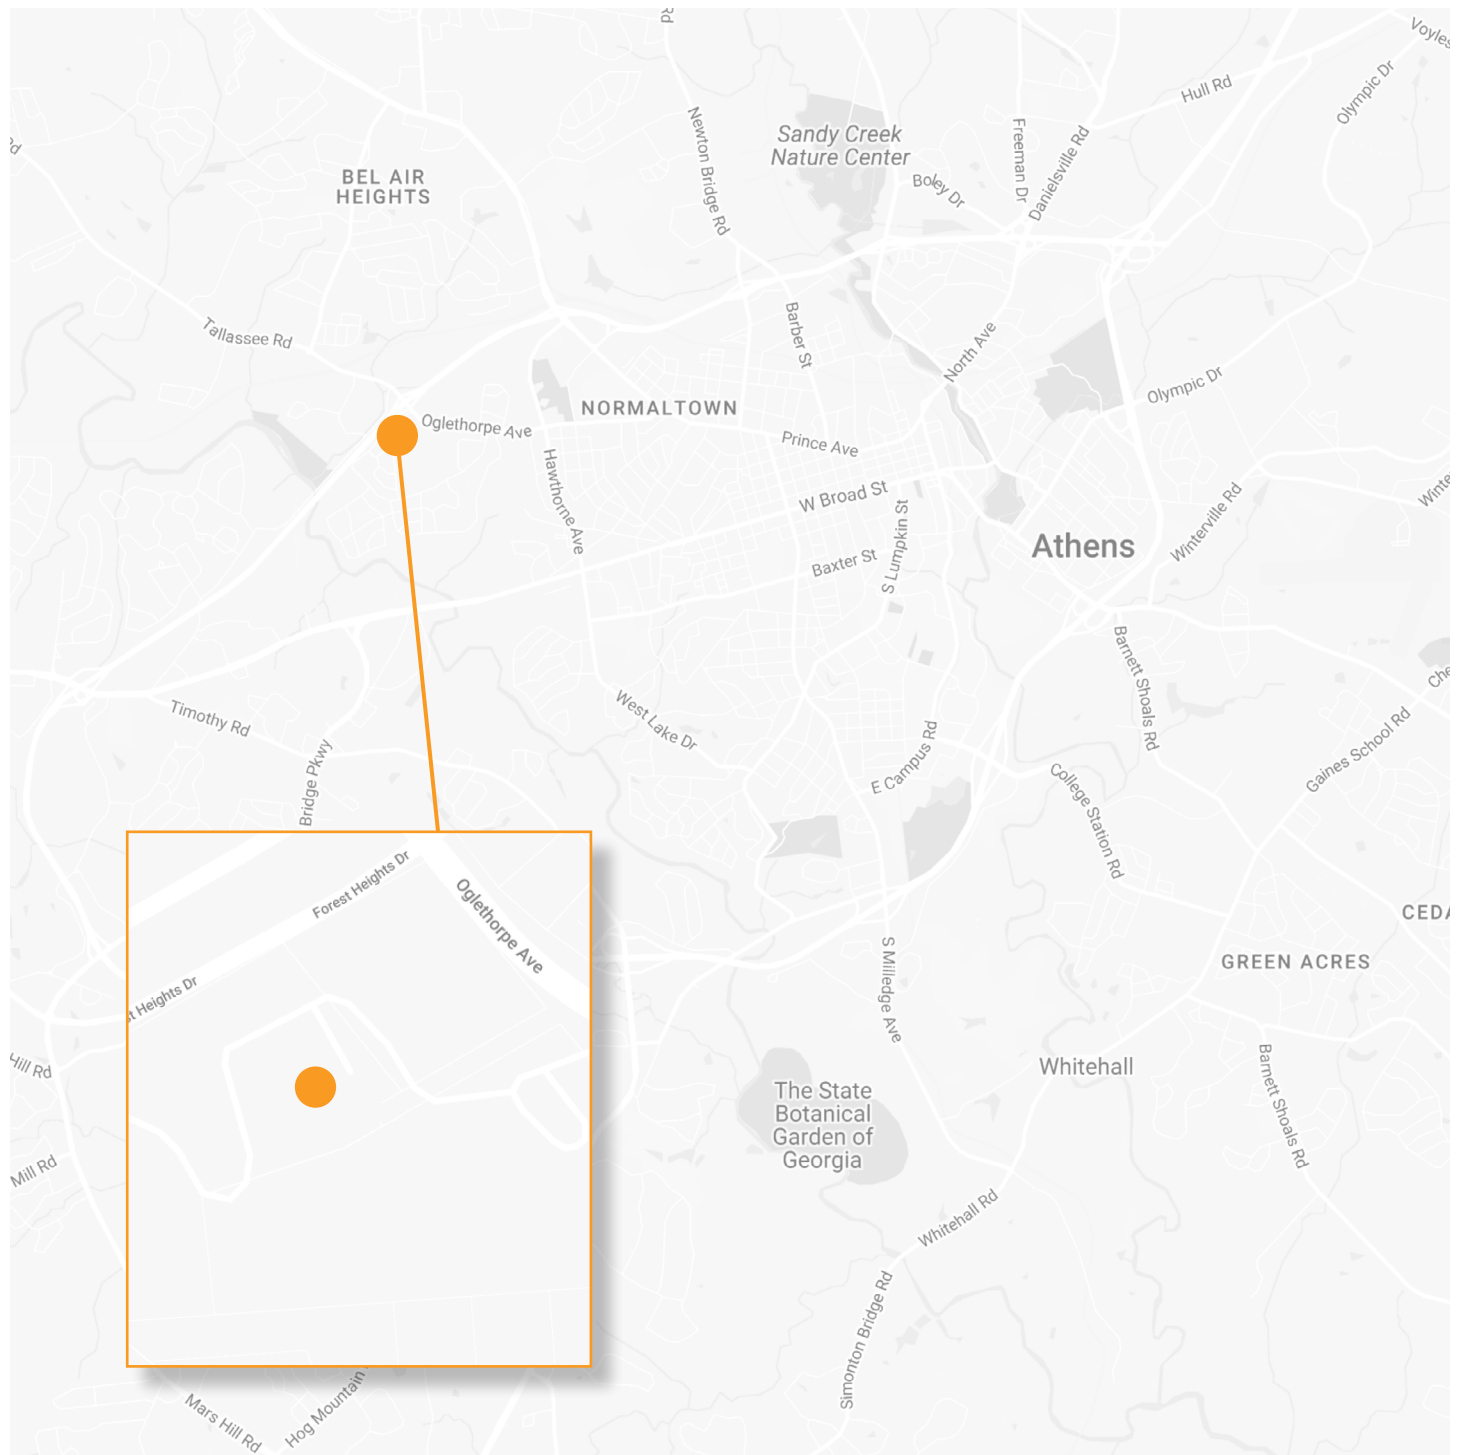 Rd
Voyles
Hull Rd
Olympic Dr
Sandy Creek
Nature Center
Newton Bridge Rd
Freeman Dr
Danielsville Rd
Rd
BEL AIR
HEIGHTS
Boley Dr
Tallassee Rd
Barber St
North Ave
Olympic Dr
NORMALTOWN
Oglethorpe Ave
Prince Ave
Hawthorne Ave
W Broad St
S Lumpkin St
Winterville Rd
Athens
Baxter St
Barnett Shoals Rd
Timothy Rd
West Lake Dr
Bridge Pkwy
E Campus Rd
Gaines School Rd
College Station Rd
Forest Heights Dr
Oglethorpe Ave
st Heights Dr
CEDA
S Milledge Ave
GREEN ACRES
Hill Rd
Whitehall
Barnett Shoals Rd
The State
Botanical
Garden of
Georgia
Mill Rd
Whitehall Rd
Simonton Bridge Rd
Mars Hill Rd
Hog Mountain